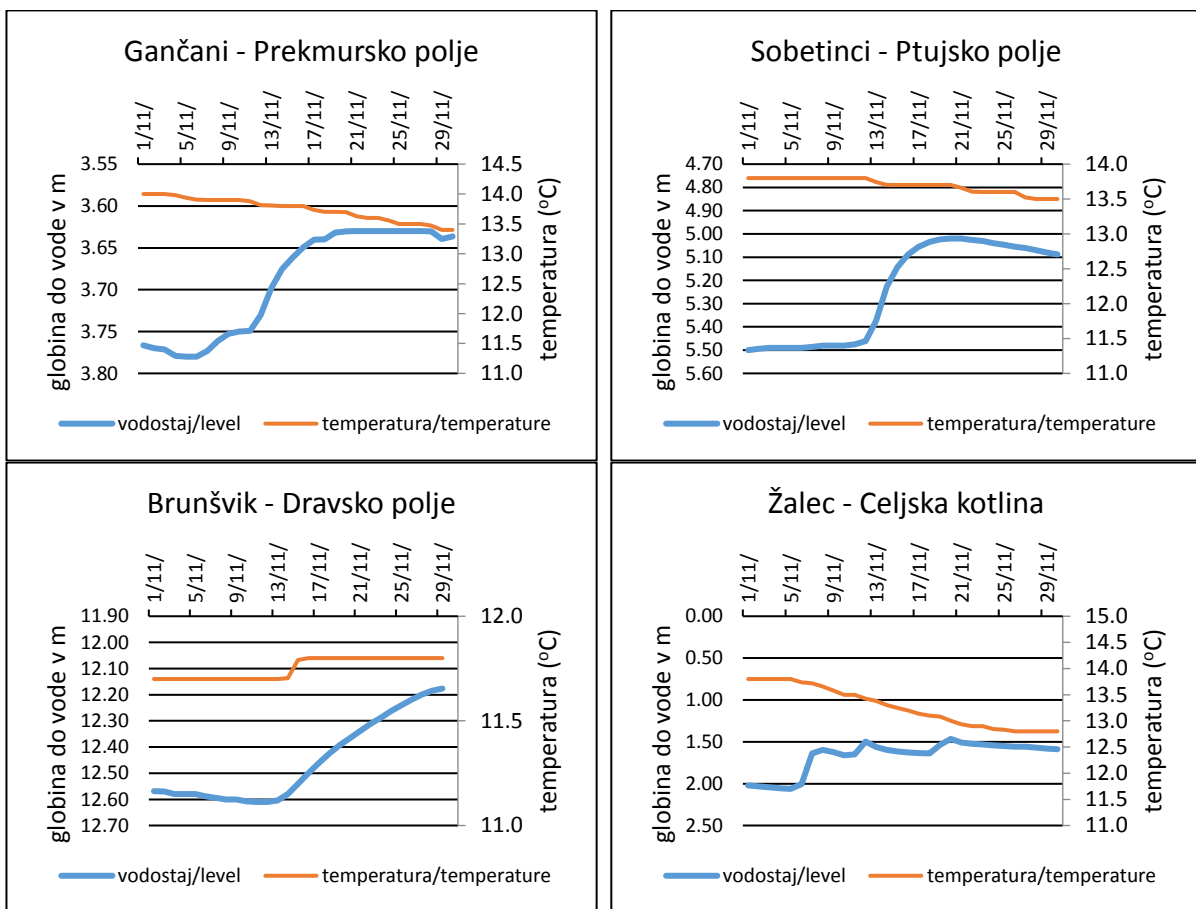 Gančani - Prekmursko polje
1/11/ 5/11/ 9/11/ 13/11/ 17/11/ 21/11/ 25/11/ 29/11/
globina do vode v m
3.55
3.60
3.65
3.70
3.75
3.80
14.5
14.0
13.5
13.0
12.5
12.0
11.5
11.0
temperatura (°C)
vodostaj/level temperatura/temperature
Sobetinci - Ptujsko polje
1/11/ 5/11/ 9/11/ 13/11/ 17/11/ 21/11/ 25/11/ 29/11/
globina do vode v m
4.70
4.80
4.90
5.00
5.10
5.20
5.30
5.40
5.50
5.60
14.0
13.5
13.0
12.5
12.0
11.5
11.0
temperatura (°C)
vodostaj/level temperatura/temperature
Brunšvik - Dravsko polje
1/11/ 5/11/ 9/11/ 13/11/ 17/11/ 21/11/ 25/11/ 29/11/
globina do vode v m
11.90
12.00
12.10
12.20
12.30
12.40
12.50
12.60
12.70
12.0
11.5
11.0
temperatura (°C)
vodostaj/level temperatura/temperature
Žalec - Celjska kotlina
1/11/ 5/11/ 9/11/ 13/11/ 17/11/ 21/11/ 25/11/ 29/11/
globina do vode v m
0.00
0.50
1.00
1.50
2.00
2.50
15.0
14.5
14.0
13.5
13.0
12.5
12.0
11.5
11.0
temperatura (°C)
vodostaj/level temperatura/temperature